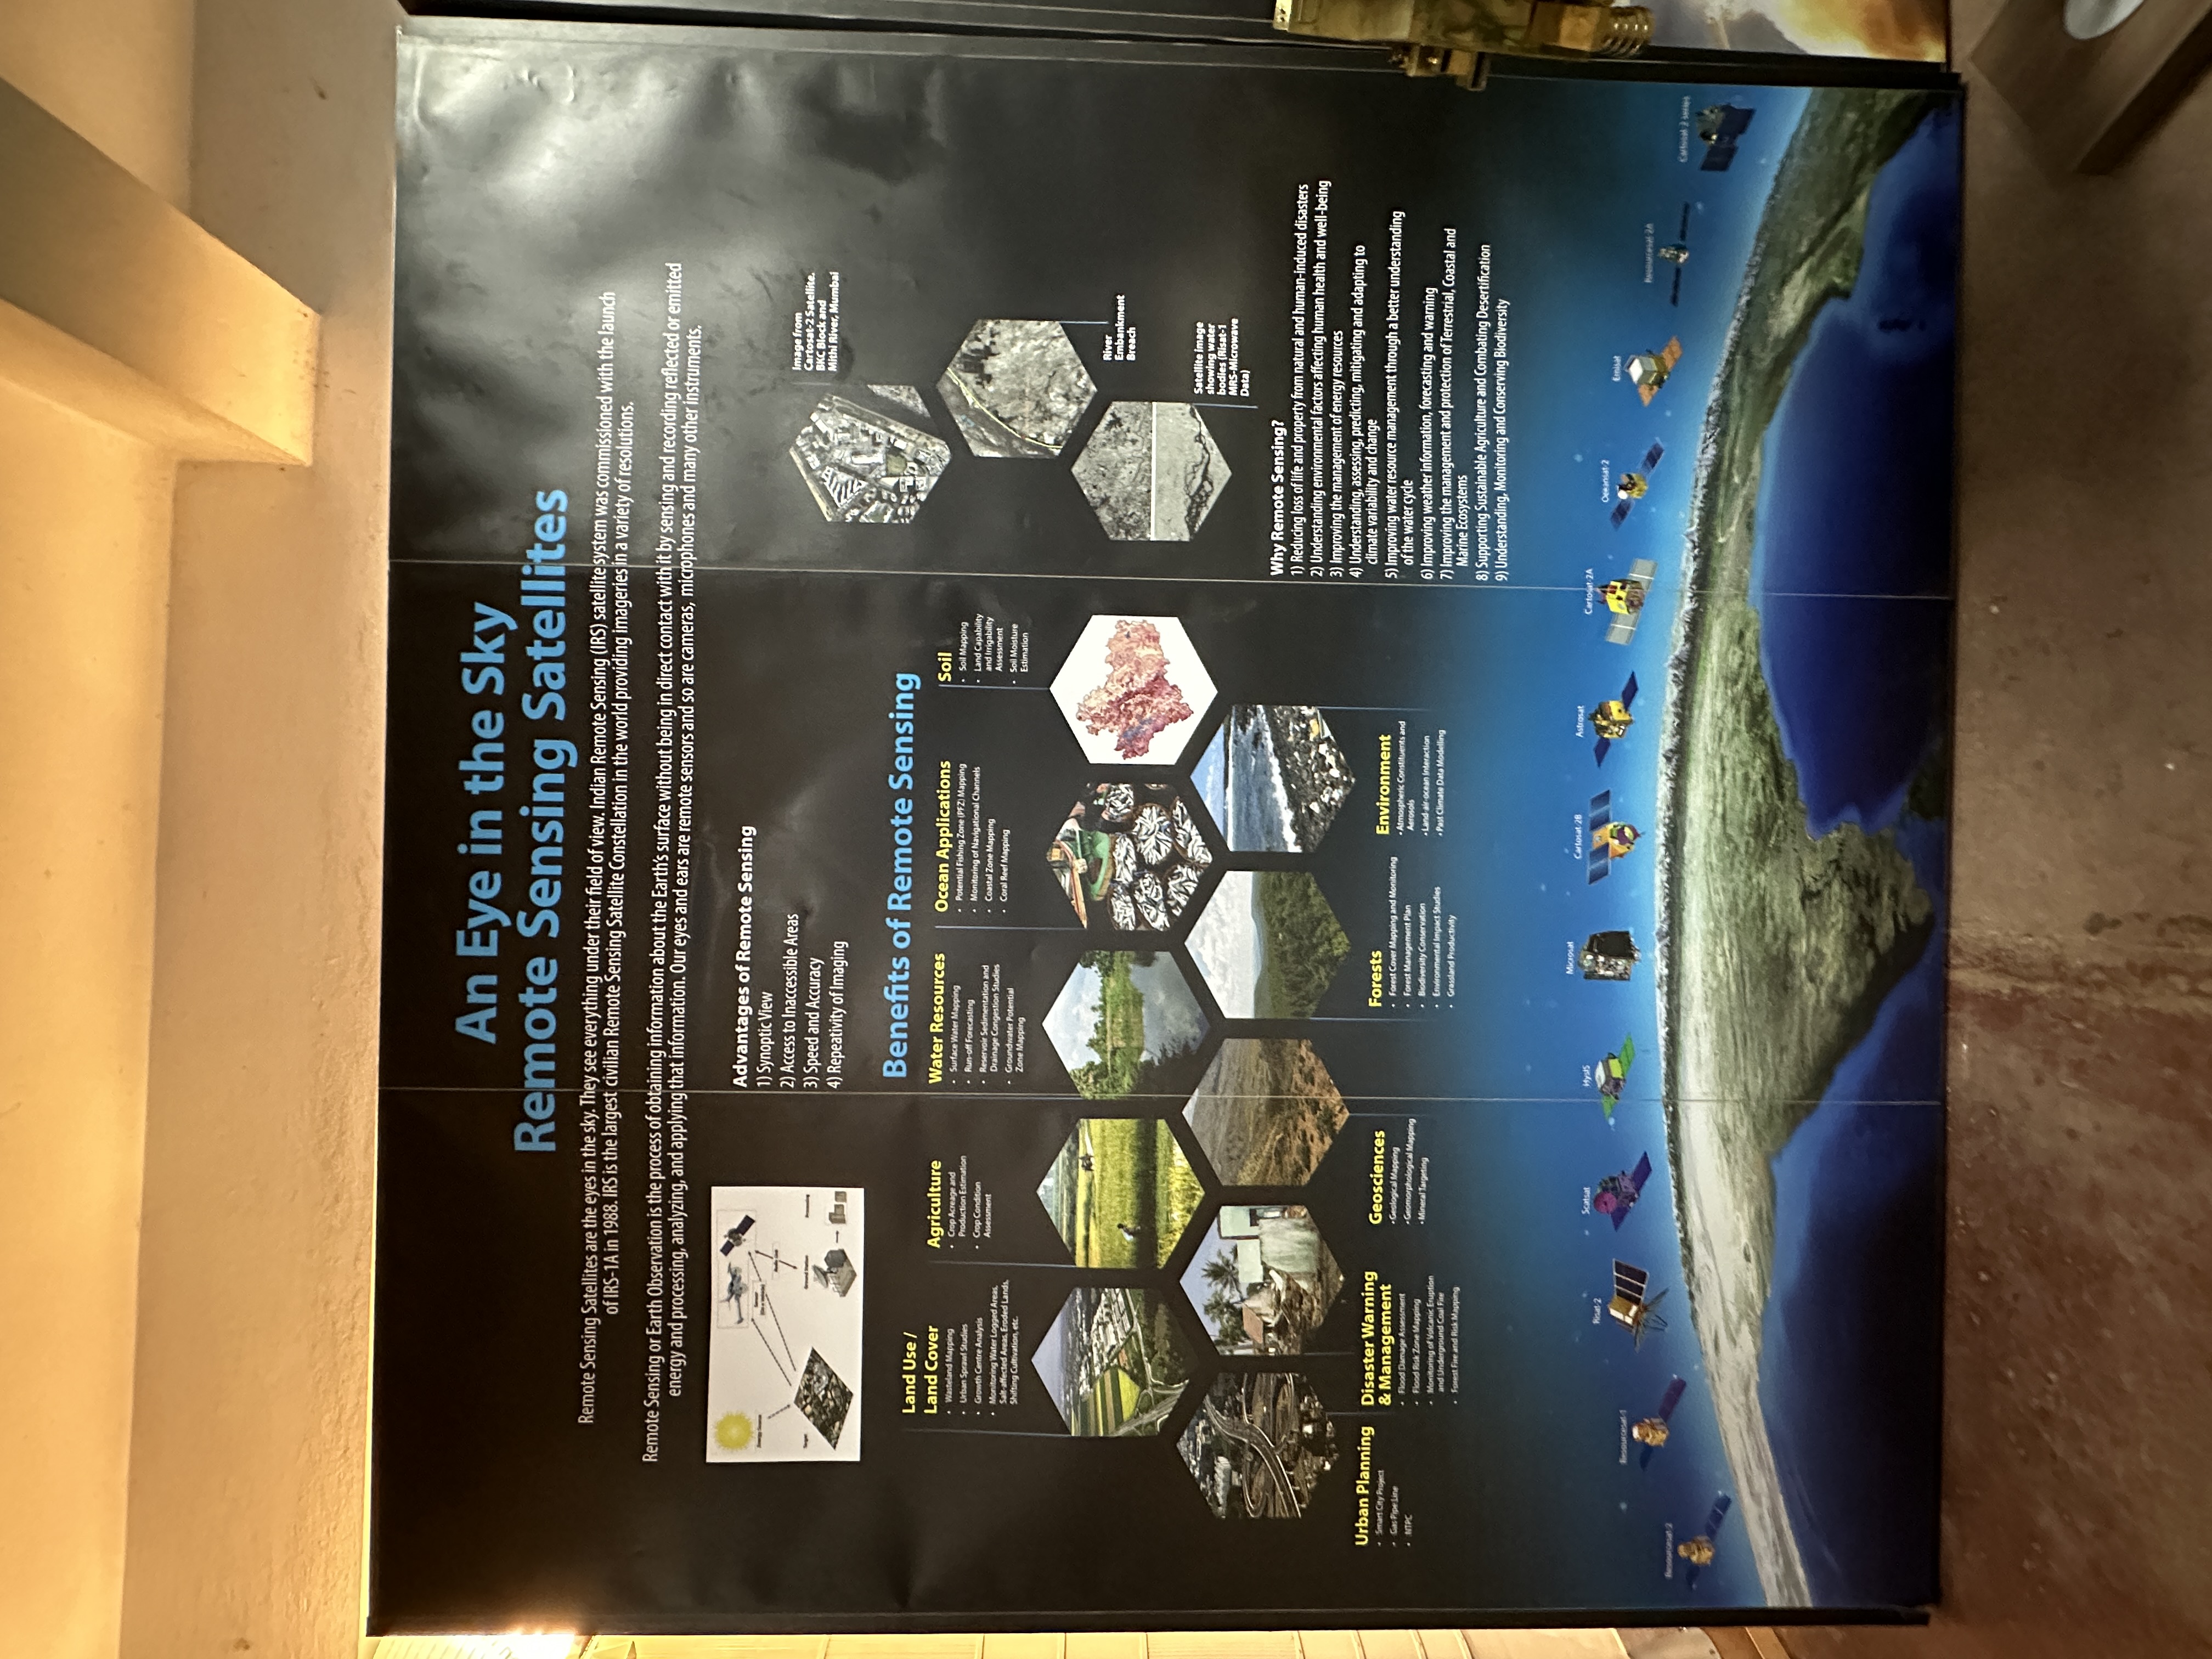 An Eye in the Sky
Remote Sensing Satellites
Remote Sensing Satellites are the eyes in the sky. They see everything under their field of view. Indian Remote Sensing (IRS) satellite system was commissioned with the launch
of IRS-1A in 1988. IRS is the largest civilian Remote Sensing Satellite Constellation in the world providing imageries in a variety of resolutions.
Remote Sensing or Earth Observation is the process of obtaining information about the Earth's surface without being in direct contact with it by sensing and recording reflected or emitted
energy and processing, analyzing, and applying that information. Our eyes and ears are remote sensors and so are cameras, microphones and many other instruments.
Energy Source
Sensor
(On a Vehicle)
Radio Link
Target
Ground Station
Processing
Advantages of Remote Sensing
1) Synoptic View
2) Access to Inaccessible Areas
3) Speed and Accuracy
4) Repeativity of Imaging
Image from
Cartosat-2 Satellite.
BKC Block and
Mithi River, Mumbai
Benefits of Remote Sensing
Land Use /
Land Cover
• Wasteland Mapping
• Urban Sprawl Studies
• Growth Centre Analysis
• Monitoring Water Logged Areas,
Salt-affected Areas, Eroded Lands,
Shifting Cultivation, etc.
Agriculture
• Crop Acreage and
Production Estimation
• Crop Condition
Assessment
Water Resources
• Surface Water Mapping
• Run-off Forecasting
• Reservoir Sedimentation and
Drainage Congestion Studies
• Groundwater Potential
Zone Mapping
Ocean Applications
• Potential Fishing Zone (PFZ) Mapping
• Monitoring of Navigational Channels
• Coastal Zone Mapping
• Coral Reef Mapping
Soil
• Soil Mapping
• Land Capability
and Irrigability
Assessment
• Soil Moisture
Estimation
River
Embankment
Breach
Satellite image
showing water
bodies (Risat-1
MRS-Microwave
Data)
Urban Planning
• Smart City Project
• Gas Pipe Line
• NTPC
Disaster Warning
& Management
• Flood Damage Assessment
• Flood Risk Zone Mapping
• Monitoring of Volcanic Eruption
and Underground Coal Fire
• Forest Fire and Risk Mapping
Geosciences
• Geological Mapping
• Geomorphological Mapping
• Mineral Targeting
Forests
• Forest Cover Mapping and Monitoring
• Forest Management Plan
• Biodiversity Conservation
• Environmental Impact Studies
• Grassland Productivity
Environment
• Atmospheric Constituents and
Aerosols
• Land-air-ocean Interaction
• Past Climate Data Modelling
Why Remote Sensing?
1) Reducing loss of life and property from natural and human-induced disasters
2) Understanding environmental factors affecting human health and well-being
3) Improving the management of energy resources
4) Understanding, assessing, predicting, mitigating and adapting to
climate variability and change
5) Improving water resource management through a better understanding
of the water cycle
6) Improving weather information, forecasting and warning
7) Improving the management and protection of Terrestrial, Coastal and
Marine Ecosystems
8) Supporting Sustainable Agriculture and Combating Desertification
9) Understanding, Monitoring and Conserving Biodiversity
Resourcesat-2
Resourcesat-1
Risat-2
Scatsat
HysIS
Microsat
Cartosat-2B
Astrosat
Cartosat-2A
Oceansat-2
Emisat
Resourcesat-2A
Cartosat-2 series